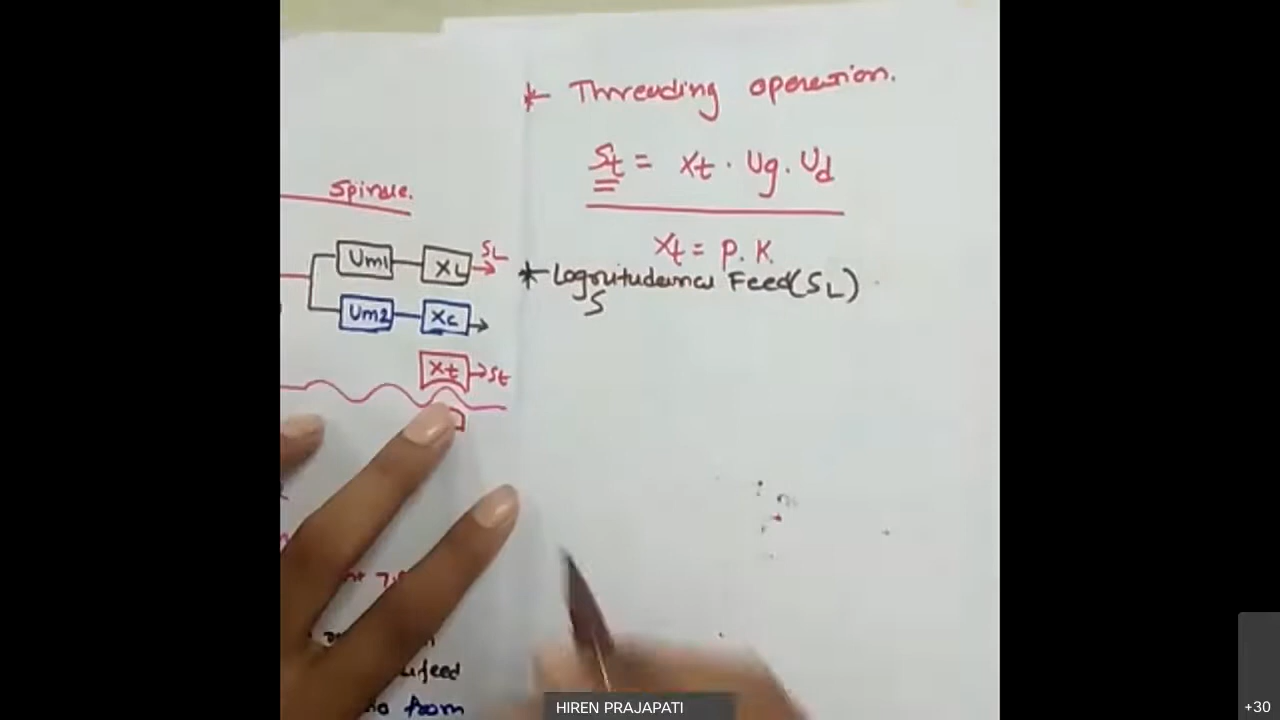 * Threading operation.
St = Xt . Ug . Ud
Xt = P. K
* Lognitudeinal Feed (SL)
S
Spindle.
Um1 XL SL
Um2 Xc
Xt St
feed
from
HIREN PRAJAPATI
+30